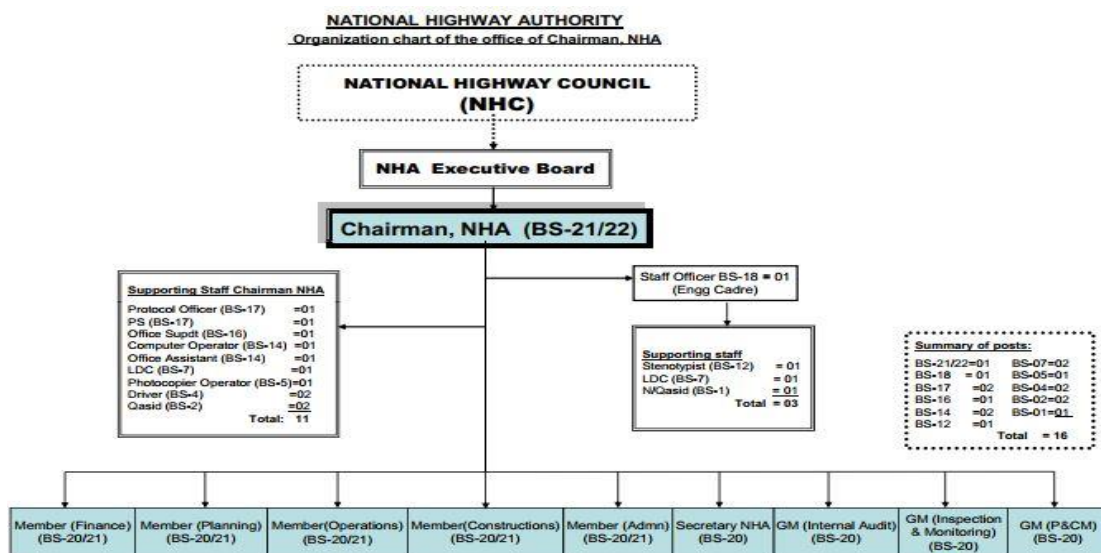 NATIONAL HIGHWAY AUTHORITY
Organization chart of the office of Chairman, NHA
NATIONAL HIGHWAY COUNCIL
(NHC)
NHA Executive Board
Chairman, NHA (BS-21/22)
Supporting Staff Chairman NHA
Protocol Officer (BS-17) =01
PS (BS-17) =01
Office Supdt (BS-16) =01
Computer Operator (BS-14) =01
Office Assistant (BS-14) =01
LDC (BS-7) =01
Photocopier Operator (BS-5)=01
Driver (BS-4) =02
Qasid (BS-2) =02
Total: 11
Staff Officer BS-18 = 01
(Engg Cadre)
Supporting staff
Stenotypist (BS-12) = 01
LDC (BS-7) = 01
N/Qasid (BS-1) = 01
Total = 03
Summary of posts:
BS-21/22=01 BS-07=02
BS-18 = 01 BS-05=01
BS-17 =02 BS-04=02
BS-16 =01 BS-02=02
BS-14 =02 BS-01=01
BS-12 =01
Total = 16
Member (Finance)
(BS-20/21)
Member (Planning)
(BS-20/21)
Member(Operations)
(BS-20/21)
Member(Constructions)
(BS-20/21)
Member (Admn)
(BS-20/21)
Secretary NHA
(BS-20)
GM (Internal Audit)
(BS-20)
GM (Inspection
& Monitoring)
(BS-20)
GM (P&CM)
(BS-20)